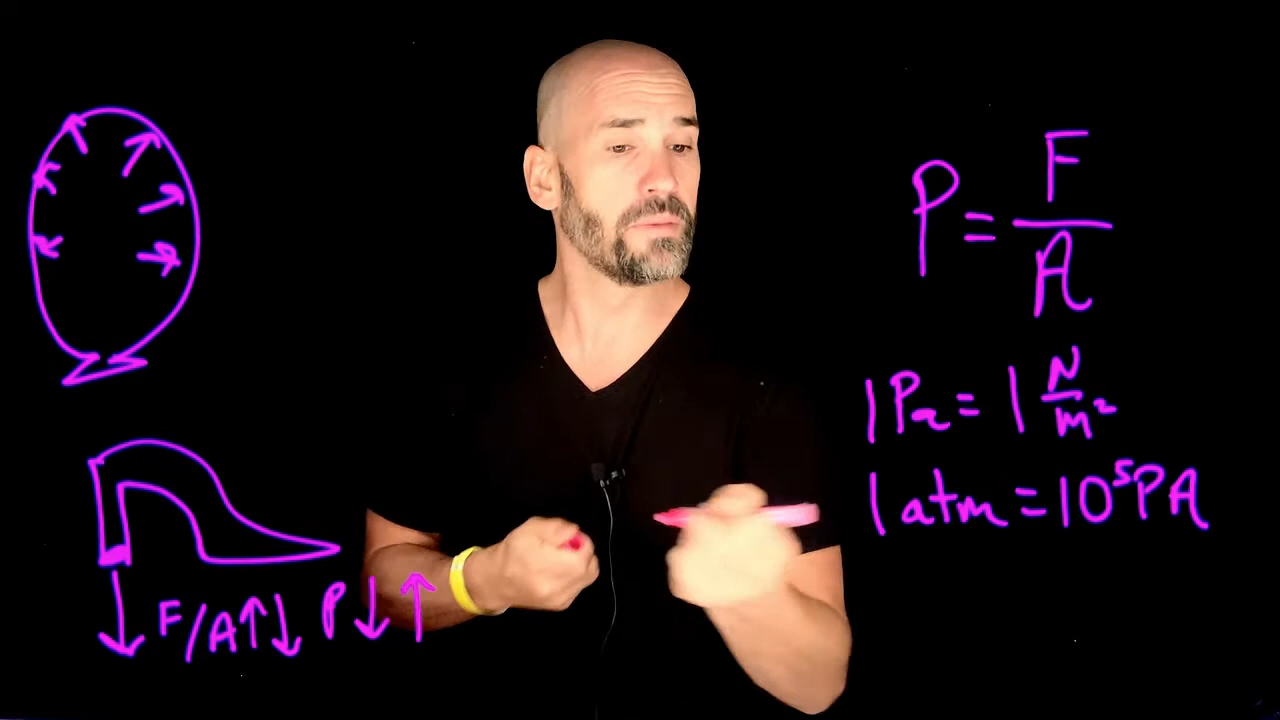 P = F/A
1 Pa = 1 N/m²
1 atm = 10⁵ PA
↓ F/A↑↓ P↓↑